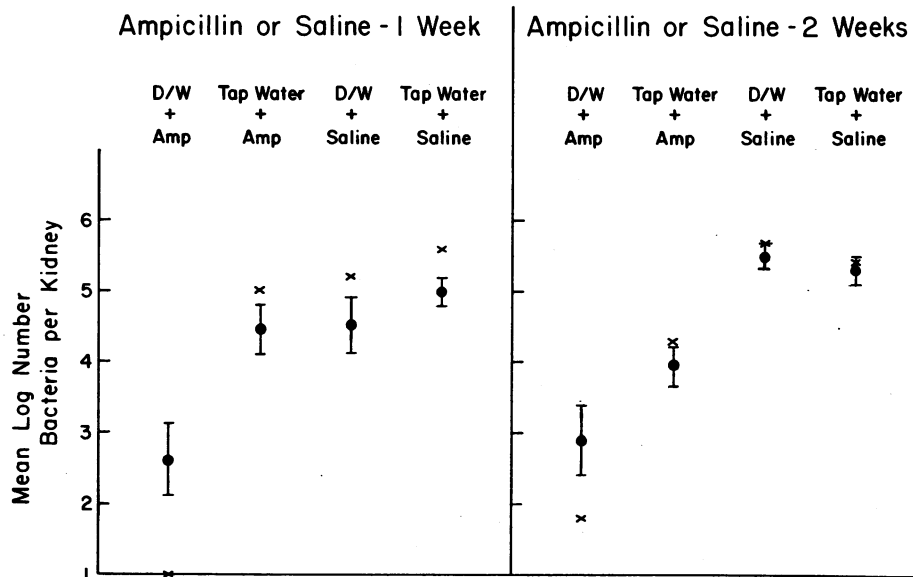 Ampicillin or Saline - 1 Week
Ampicillin or Saline - 2 Weeks
D/W
+
Amp
Tap Water
+
Amp
D/W
+
Saline
Tap Water
+
Saline
D/W
+
Amp
Tap Water
+
Amp
D/W
+
Saline
Tap Water
+
Saline
Mean Log Number
Bacteria per Kidney
6
5
4
3
2
1